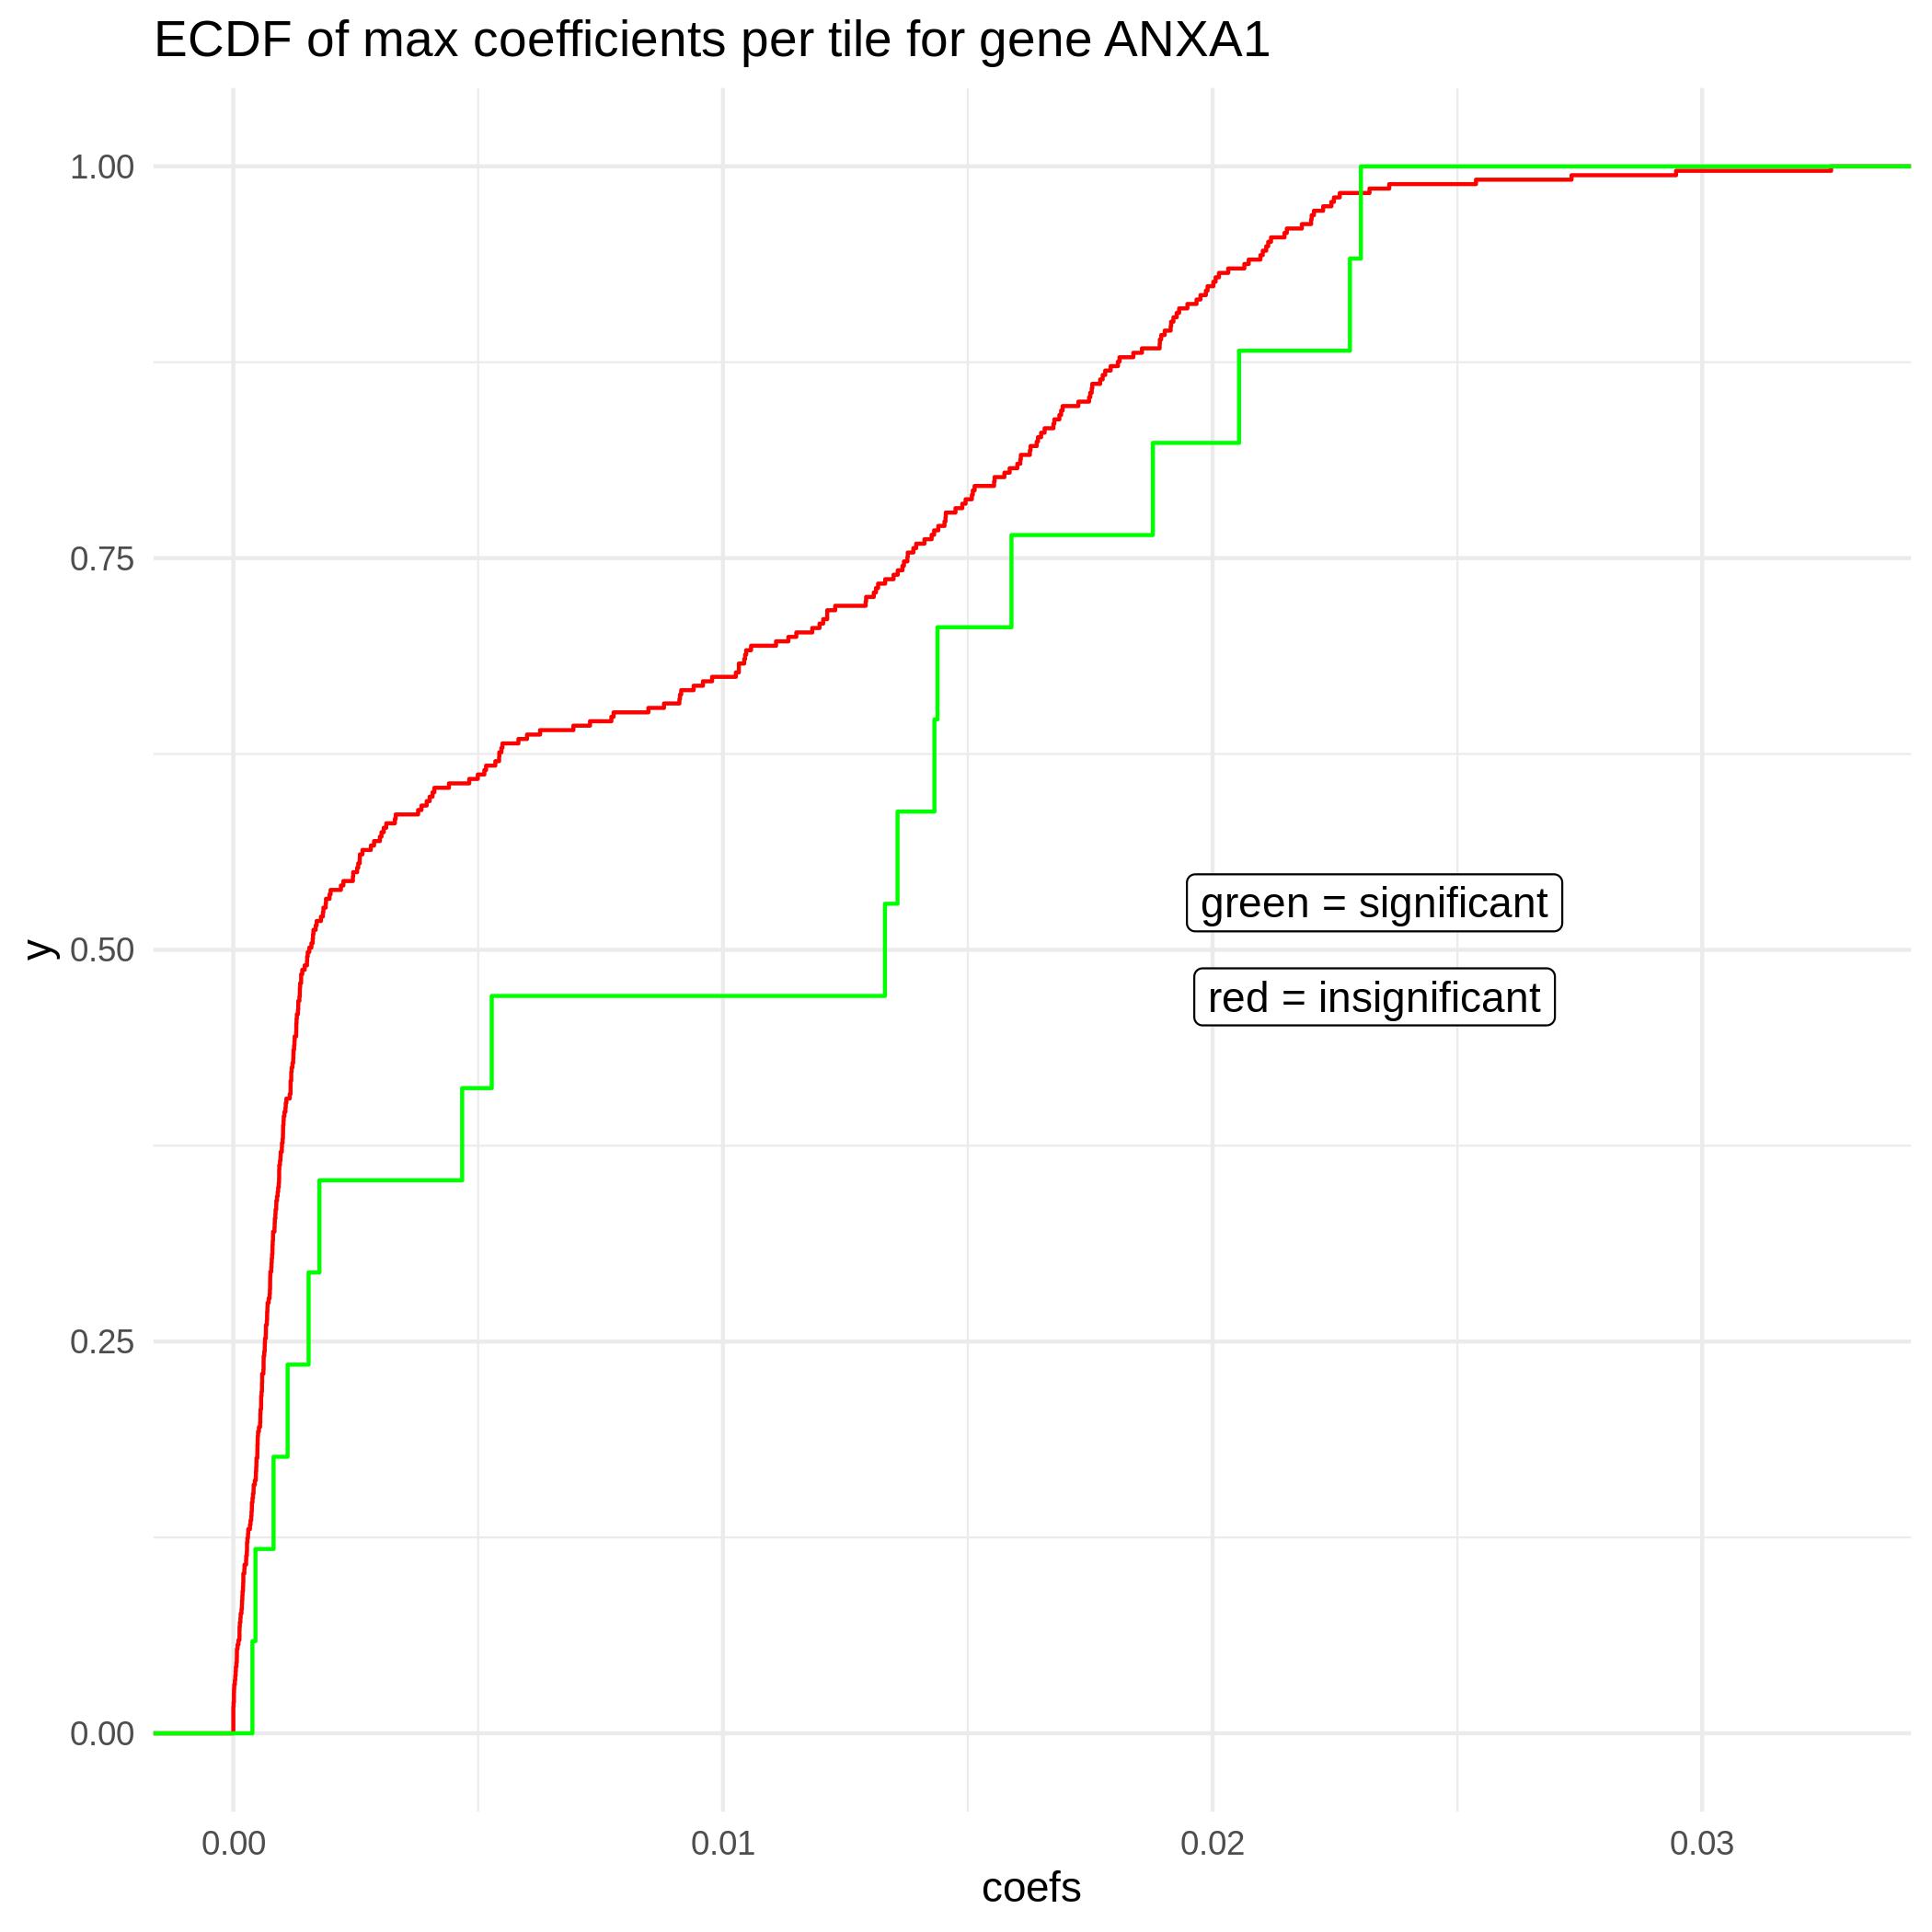 ECDF of max coefficients per tile for gene ANXA1
1.00
0.75
0.50
0.25
0.00
y
green = significant
red = insignificant
0.00 0.01 0.02 0.03
coefs